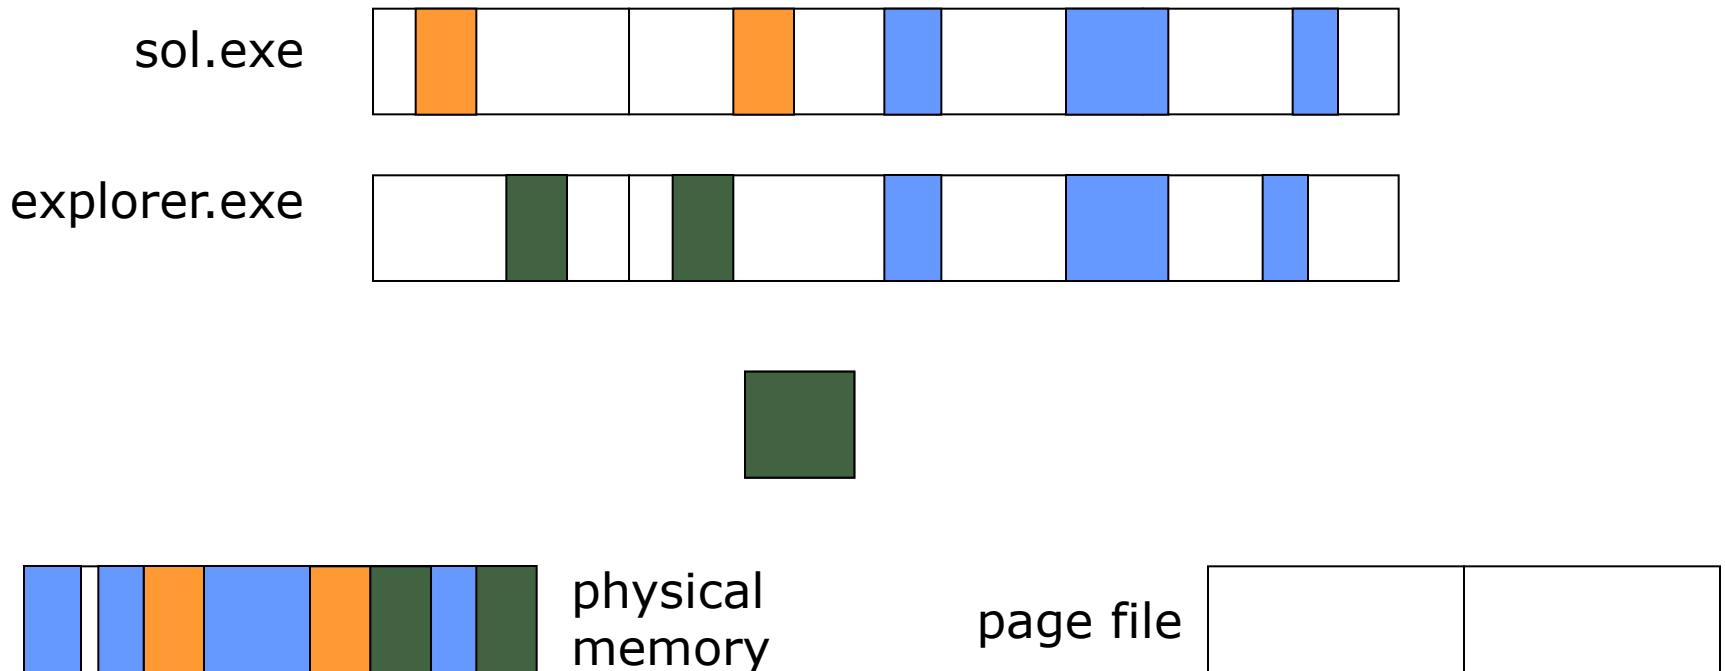 sol.exe
explorer.exe
physical
memory
page file